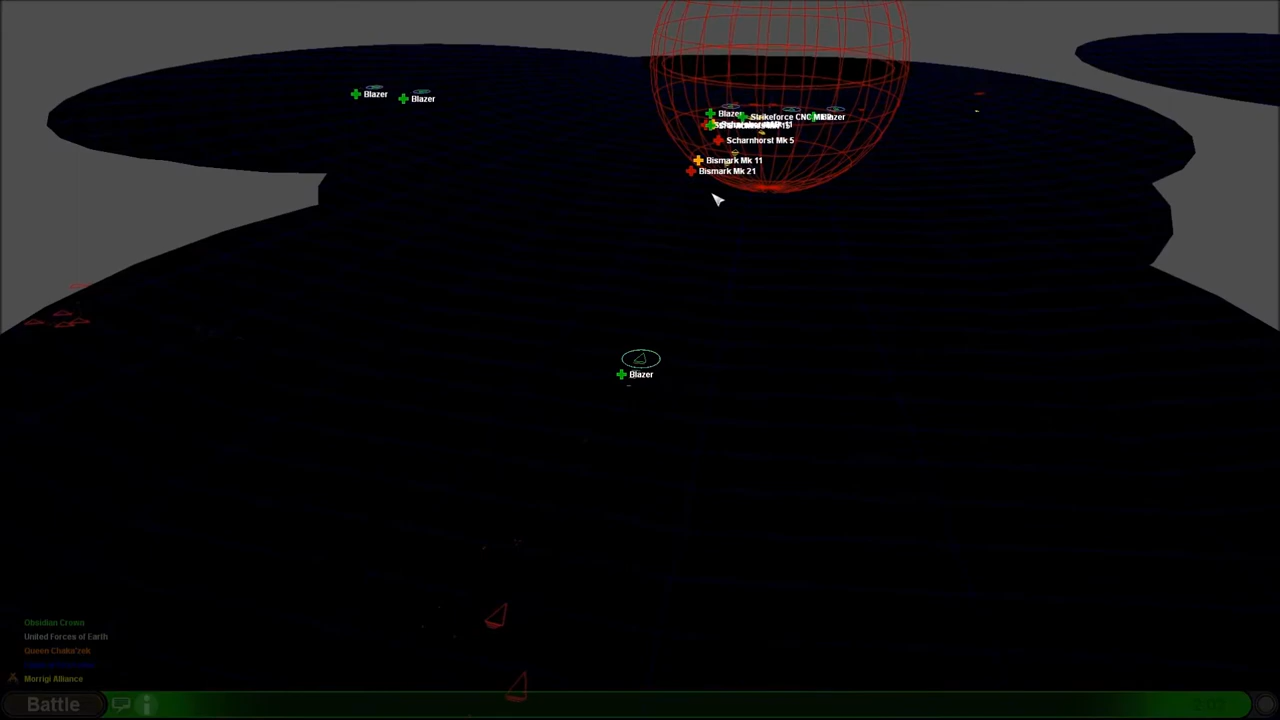 Blazer
Blazer
Blazer
Strikeforce CNC
Blazer
Scharnhorst Mk 5
Bismark Mk 11
Bismark Mk 21
Blazer
Obsidian Crown
United Forces of Earth
Queen Chaka'zek
Morrigi Alliance
Battle